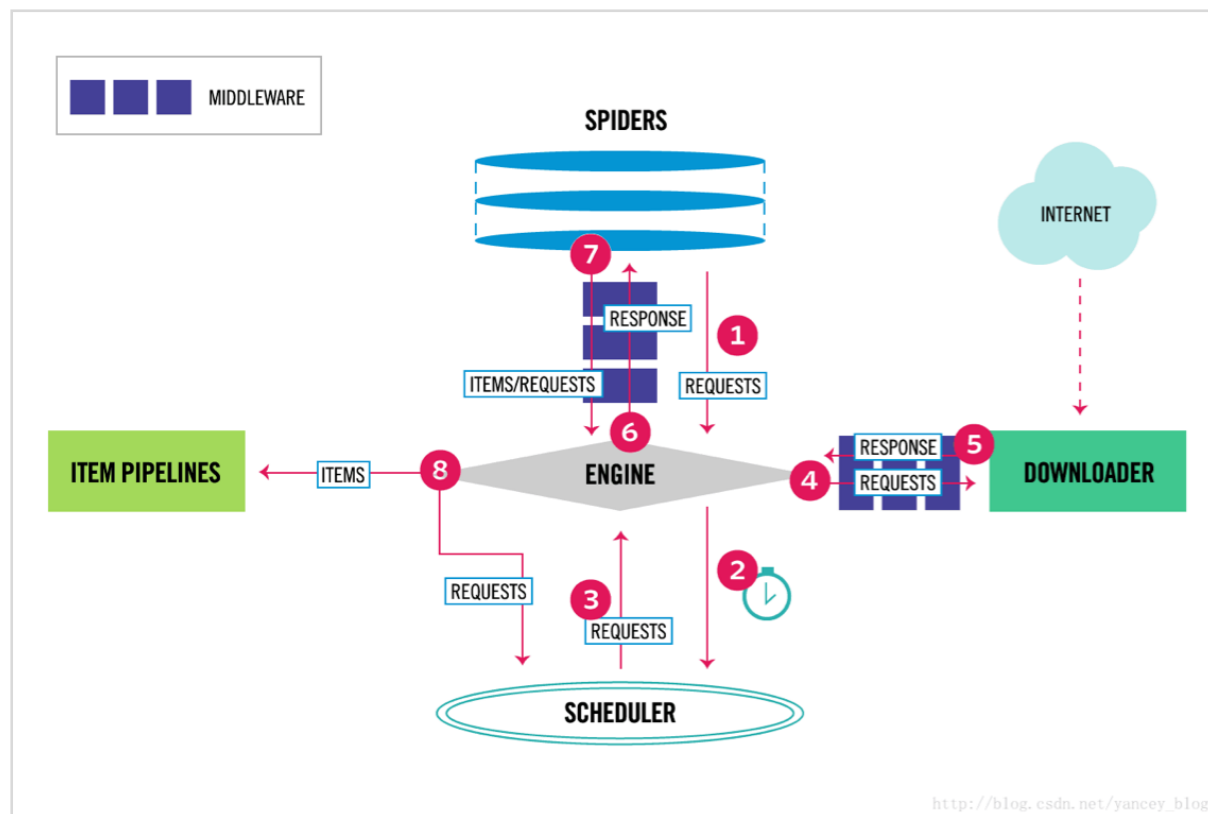 MIDDLEWARE
SPIDERS
INTERNET
7
RESPONSE
1
ITEMS/REQUESTS
REQUESTS
6
5
RESPONSE
ITEM PIPELINES
ITEMS
8
ENGINE
4
REQUESTS
DOWNLOADER
2
REQUESTS
3
REQUESTS
SCHEDULER
http://blog.csdn.net/yancey_blog